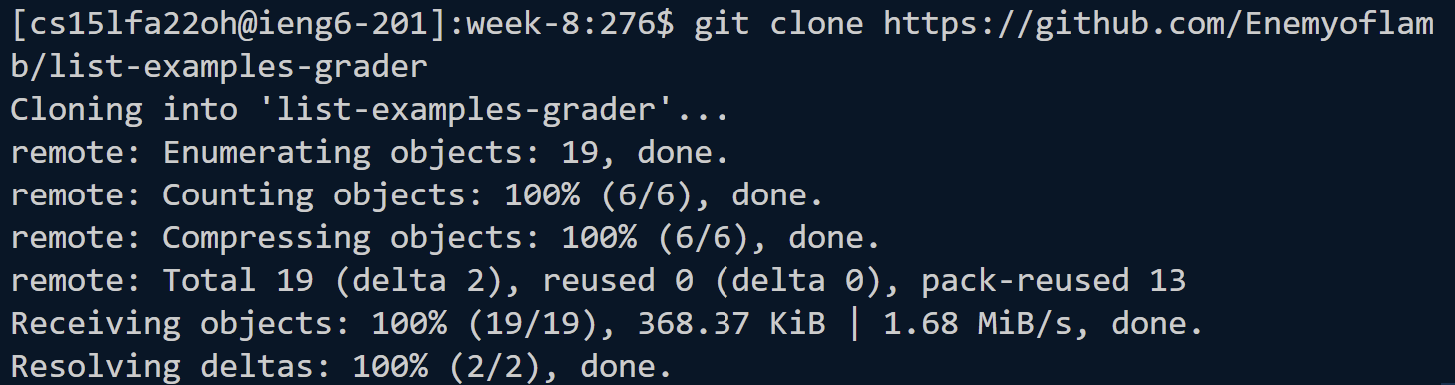 [cs15lfa22oh@ieng6-201]:week-8:276$ git clone https://github.com/Enemyoflam
b/list-examples-grader
Cloning into 'list-examples-grader'...
remote: Enumerating objects: 19, done.
remote: Counting objects: 100% (6/6), done.
remote: Compressing objects: 100% (6/6), done.
remote: Total 19 (delta 2), reused 0 (delta 0), pack-reused 13
Receiving objects: 100% (19/19), 368.37 KiB | 1.68 MiB/s, done.
Resolving deltas: 100% (2/2), done.